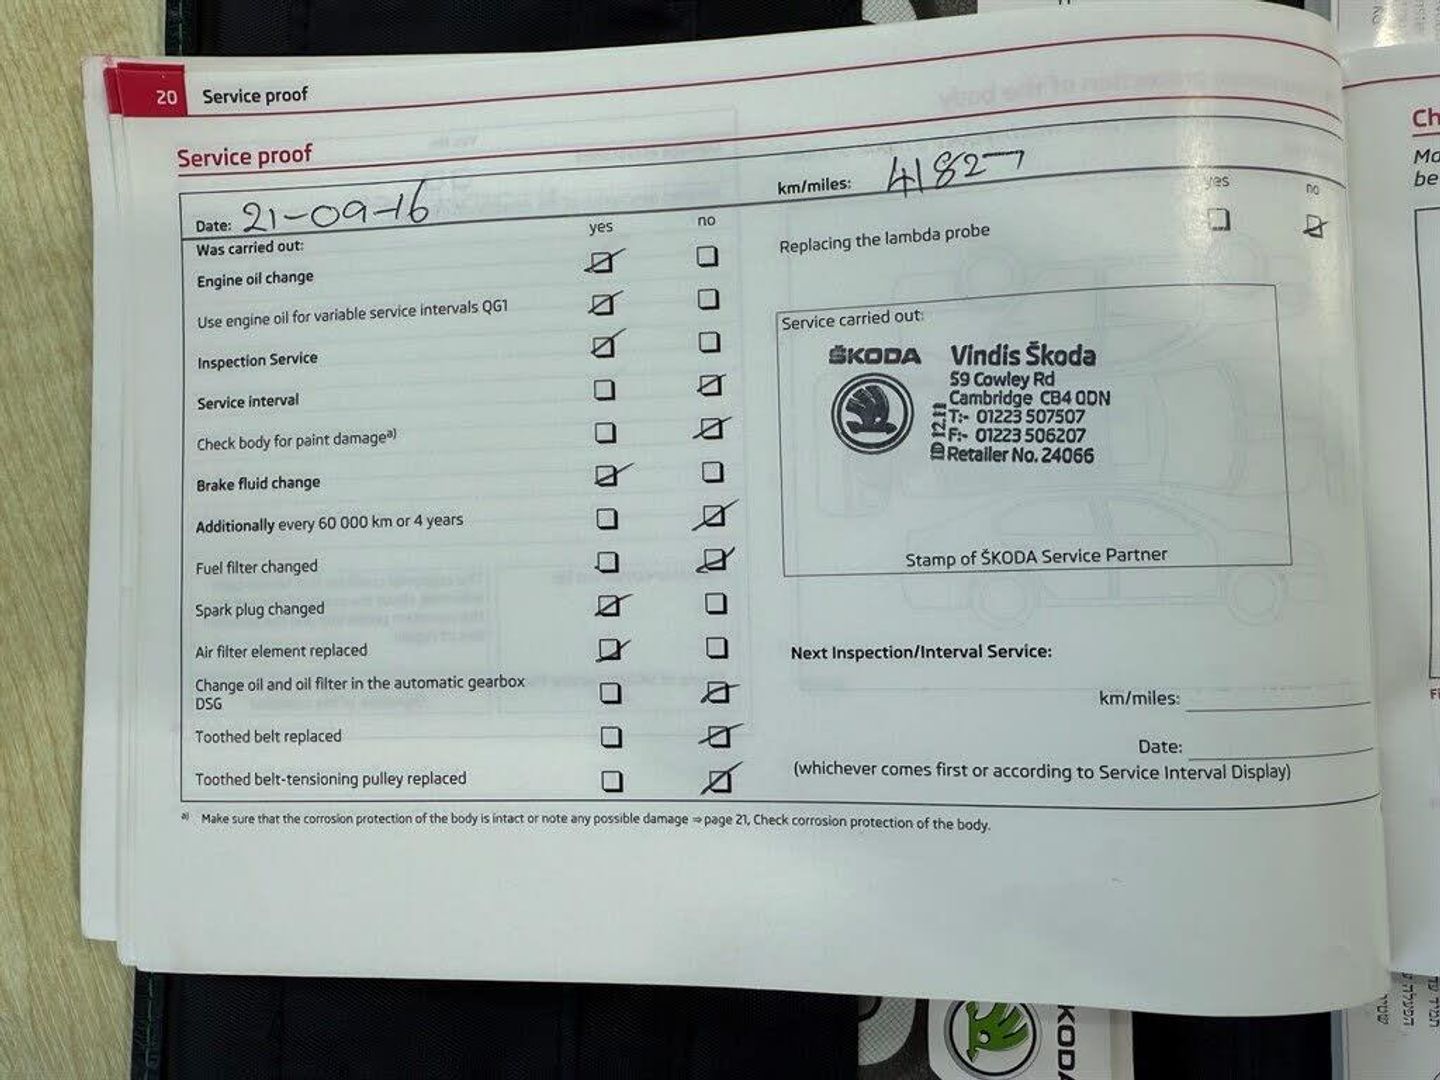 20 Service proof
Service proof
Date: 21-09-16
km/miles: 41827
yes no
Was carried out:
Engine oil change
Use engine oil for variable service intervals QG1
Inspection Service
Service interval
Check body for paint damage a)
Brake fluid change
Additionally every 60 000 km or 4 years
Fuel filter changed
Spark plug changed
Air filter element replaced
Change oil and oil filter in the automatic gearbox
DSG
Toothed belt replaced
Toothed belt-tensioning pulley replaced
yes no
Replacing the lambda probe
Service carried out:
ŠKODA
Vindis Škoda
59 Cowley Rd
Cambridge CB4 0DN
T:- 01223 507507
F:- 01223 506207
Retailer No. 24066
12.11
Stamp of ŠKODA Service Partner
Next Inspection/Interval Service:
km/miles:
Date:
(whichever comes first or according to Service Interval Display)
a) Make sure that the corrosion protection of the body is intact or note any possible damage ⇒ page 21, Check corrosion protection of the body.
Ch
be
KODA